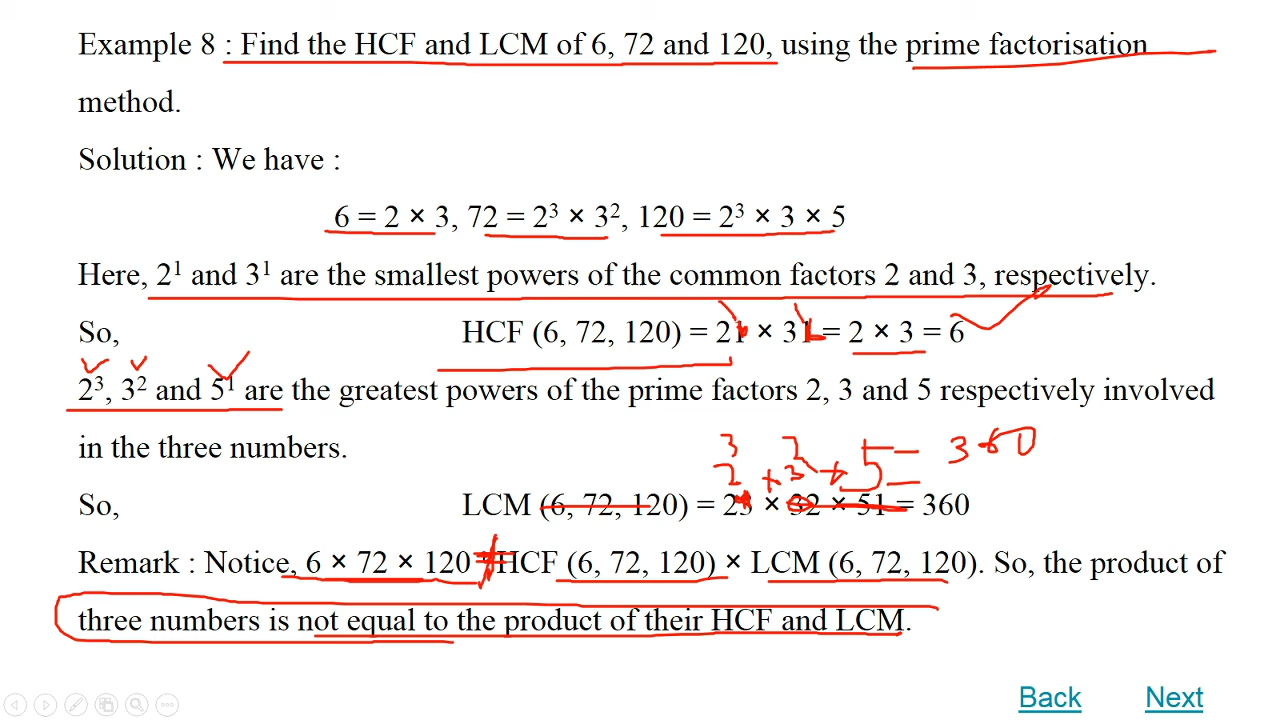 Example 8 : Find the HCF and LCM of 6, 72 and 120, using the prime factorisation
method.
Solution : We have :
6 = 2 × 3, 72 = 2³ × 3², 120 = 2³ × 3 × 5
Here, 2¹ and 3¹ are the smallest powers of the common factors 2 and 3, respectively.
So, HCF (6, 72, 120) = 21 × 31 = 2 × 3 = 6
2³, 3² and 5¹ are the greatest powers of the prime factors 2, 3 and 5 respectively involved
in the three numbers.
2³ × 3² × 5 = 360
So, LCM (6, 72, 120) = 23 × 32 × 51 = 360
Remark : Notice, 6 × 72 × 120 ≠ HCF (6, 72, 120) × LCM (6, 72, 120). So, the product of
three numbers is not equal to the product of their HCF and LCM.
Back Next